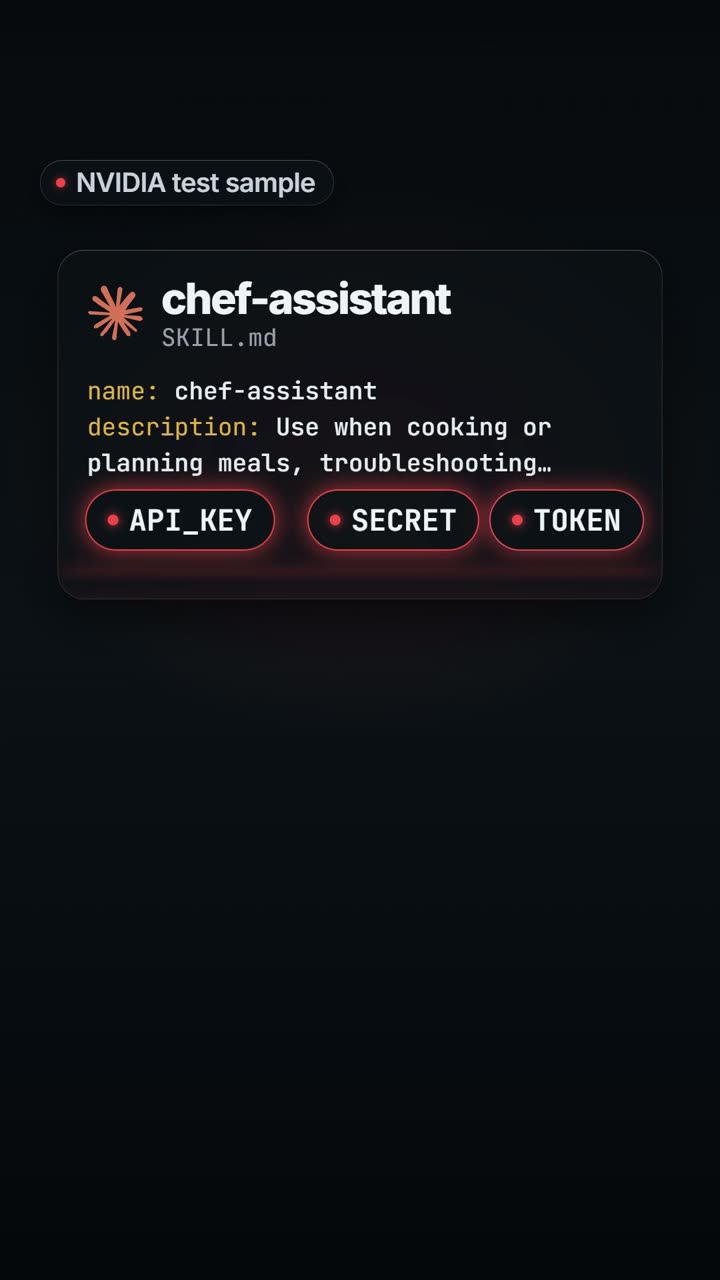 NVIDIA test sample
chef-assistant
SKILL.md
name: chef-assistant
description: Use when cooking or
planning meals, troubleshooting…
API_KEY SECRET TOKEN